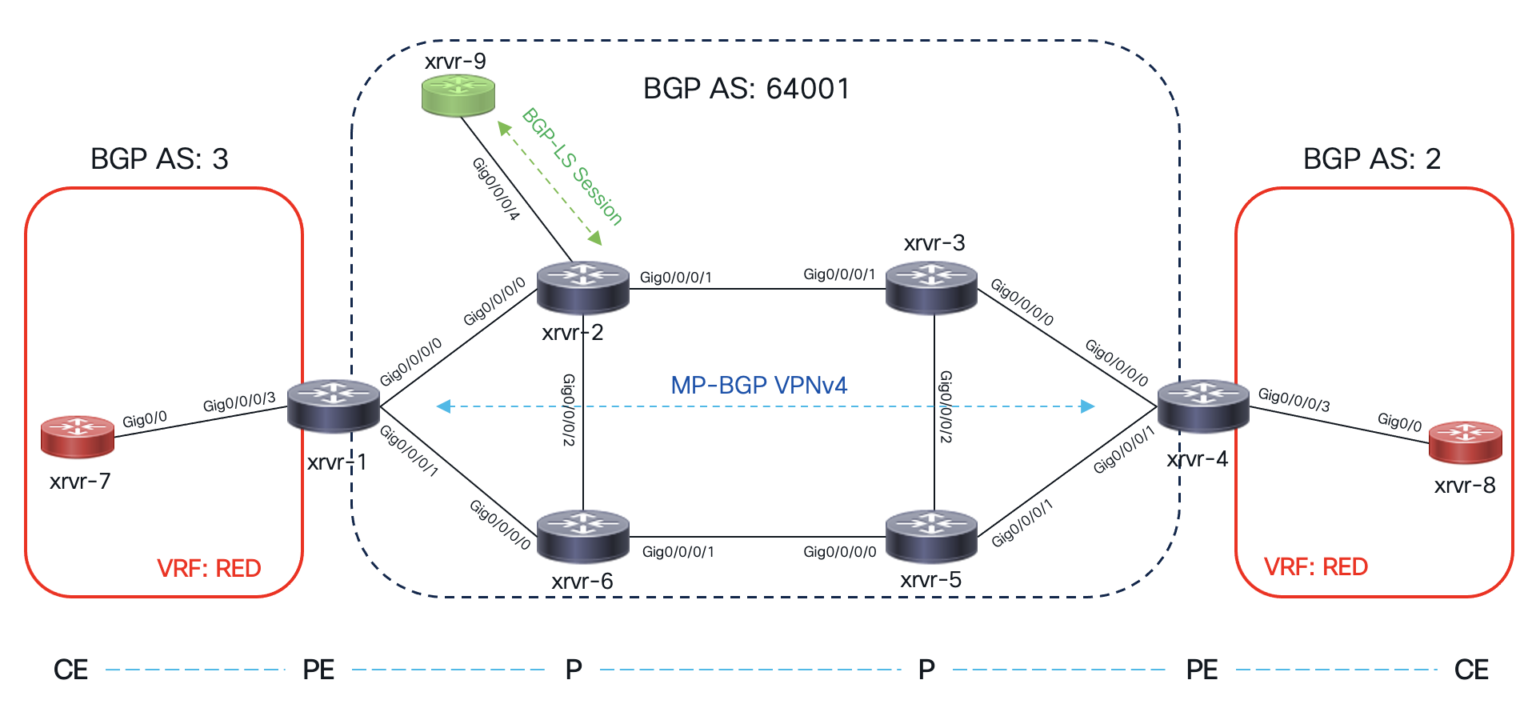 xrvr-9
BGP AS: 64001
BGP-LS Session
BGP AS: 3
BGP AS: 2
Gig0/0/0/4
xrvr-3
Gig0/0/0/1
Gig0/0/0/1
Gig0/0/0/0
Gig0/0/0/0
xrvr-2
Gig0/0/0/0
Gig0/0/0/0
MP-BGP VPNv4
Gig0/0/0/2
Gig0/0/0/2
Gig0/0
Gig0/0/0/3
Gig0/0/0/3
Gig0/0
xrvr-7
xrvr-1
Gig0/0/0/1
Gig0/0/0/1
xrvr-4
xrvr-8
Gig0/0/0/0
Gig0/0/0/1
Gig0/0/0/1
Gig0/0/0/0
xrvr-6
xrvr-5
VRF: RED
VRF: RED
CE
PE
P
P
PE
CE